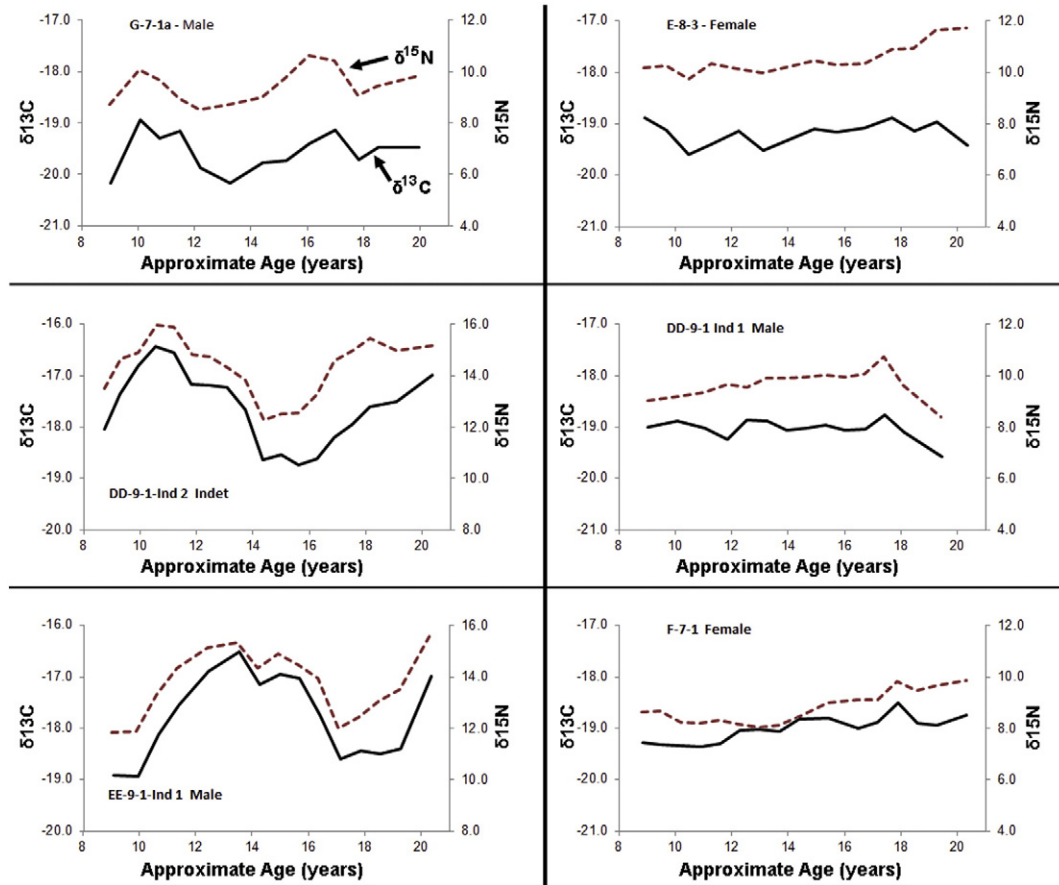 G-7-1a - Male
-17.0
-18.0
-19.0
-20.0
-21.0
δ13C
12.0
10.0
8.0
6.0
4.0
δ15N
δ15N
δ13C
8 10 12 14 16 18 20
Approximate Age (years)
E-8-3 - Female
-17.0
-18.0
-19.0
-20.0
-21.0
δ13C
12.0
10.0
8.0
6.0
4.0
δ15N
8 10 12 14 16 18 20
Approximate Age (years)
-16.0
-17.0
-18.0
-19.0
-20.0
δ13C
16.0
14.0
12.0
10.0
8.0
δ15N
DD-9-1-Ind 2 Indet
8 10 12 14 16 18 20
Approximate Age (years)
DD-9-1 Ind 1 Male
-17.0
-18.0
-19.0
-20.0
-21.0
δ13C
12.0
10.0
8.0
6.0
4.0
δ15N
8 10 12 14 16 18 20
Approximate Age (years)
-16.0
-17.0
-18.0
-19.0
-20.0
δ13C
16.0
14.0
12.0
10.0
8.0
δ15N
EE-9-1-Ind 1 Male
8 10 12 14 16 18 20
Approximate Age (years)
F-7-1 Female
-17.0
-18.0
-19.0
-20.0
-21.0
δ13C
12.0
10.0
8.0
6.0
4.0
δ15N
8 10 12 14 16 18 20
Approximate Age (years)